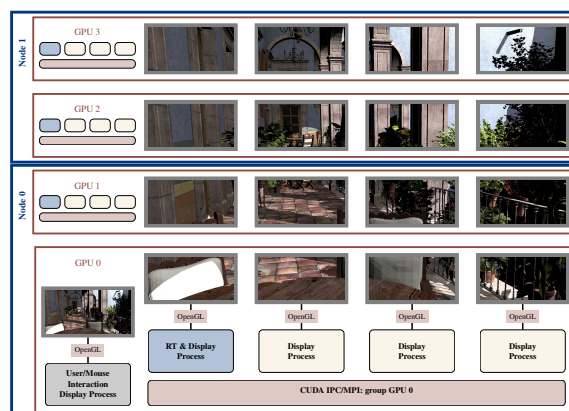 Node 1
GPU 3
GPU 2
Node 0
GPU 1
GPU 0
OpenGL
OpenGL
OpenGL
OpenGL
OpenGL
RT & Display
Process
Display
Process
Display
Process
Display
Process
User/Mouse
Interaction
Display Process
CUDA IPC/MPI: group GPU 0